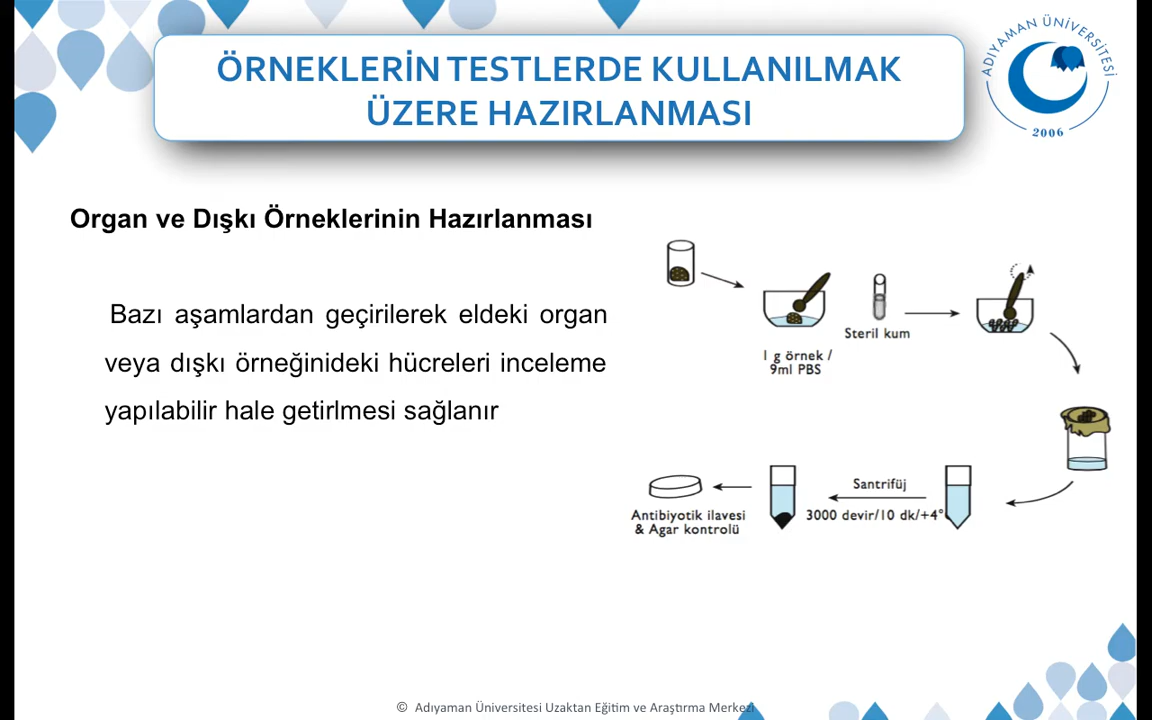 ÖRNEKLERİN TESTLERDE KULLANILMAK
ÜZERE HAZIRLANMASI
ADIYAMAN ÜNİVERSİTESİ
2006
Organ ve Dışkı Örneklerinin Hazırlanması
Bazı aşamlardan geçirilerek eldeki organ
veya dışkı örneğinideki hücreleri inceleme
yapılabilir hale getirlmesi sağlanır
Steril kum
1 g örnek /
9ml PBS
Santrifüj
3000 devir/10 dk/+4°
Antibiyotik ilavesi
& Agar kontrolü
© Adıyaman Üniversitesi Uzaktan Eğitim ve Araştırma Merkezi